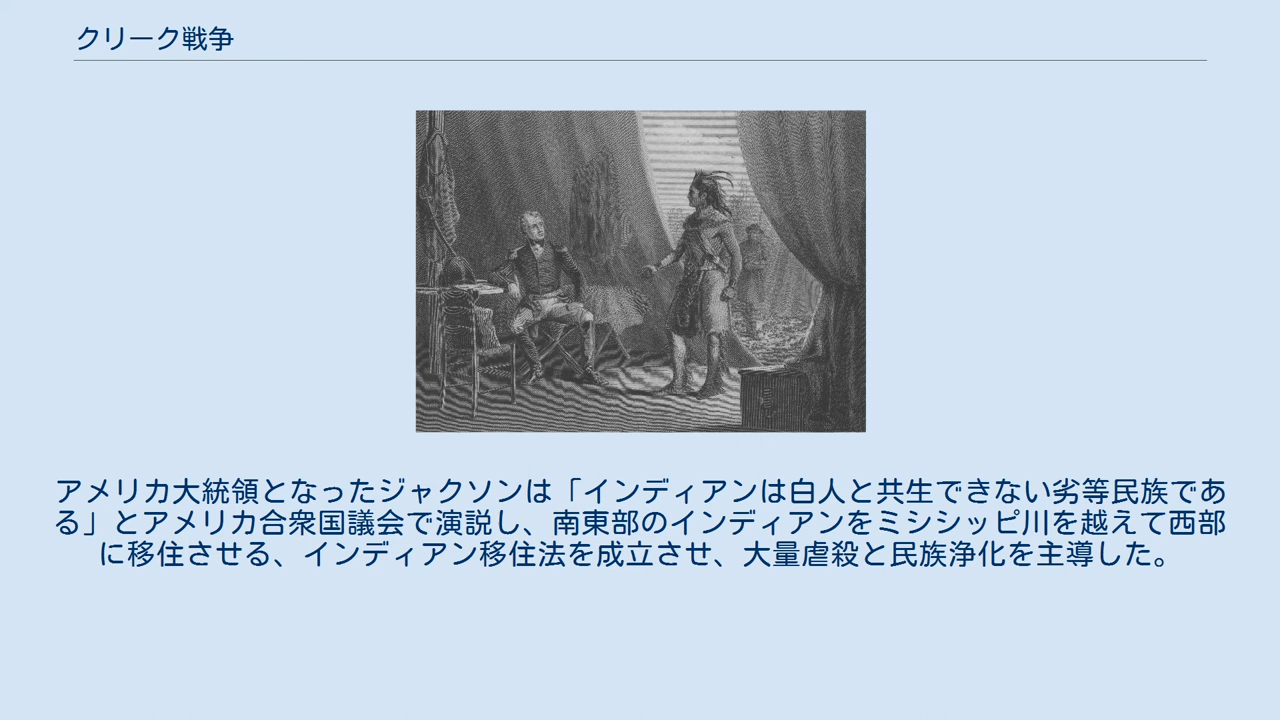 クリーク戦争
アメリカ大統領となったジャクソンは「インディアンは白人と共生できない劣等民族であ
る」とアメリカ合衆国議会で演説し、南東部のインディアンをミシシッピ川を越えて西部
に移住させる、インディアン移住法を成立させ、大量虐殺と民族浄化を主導した。